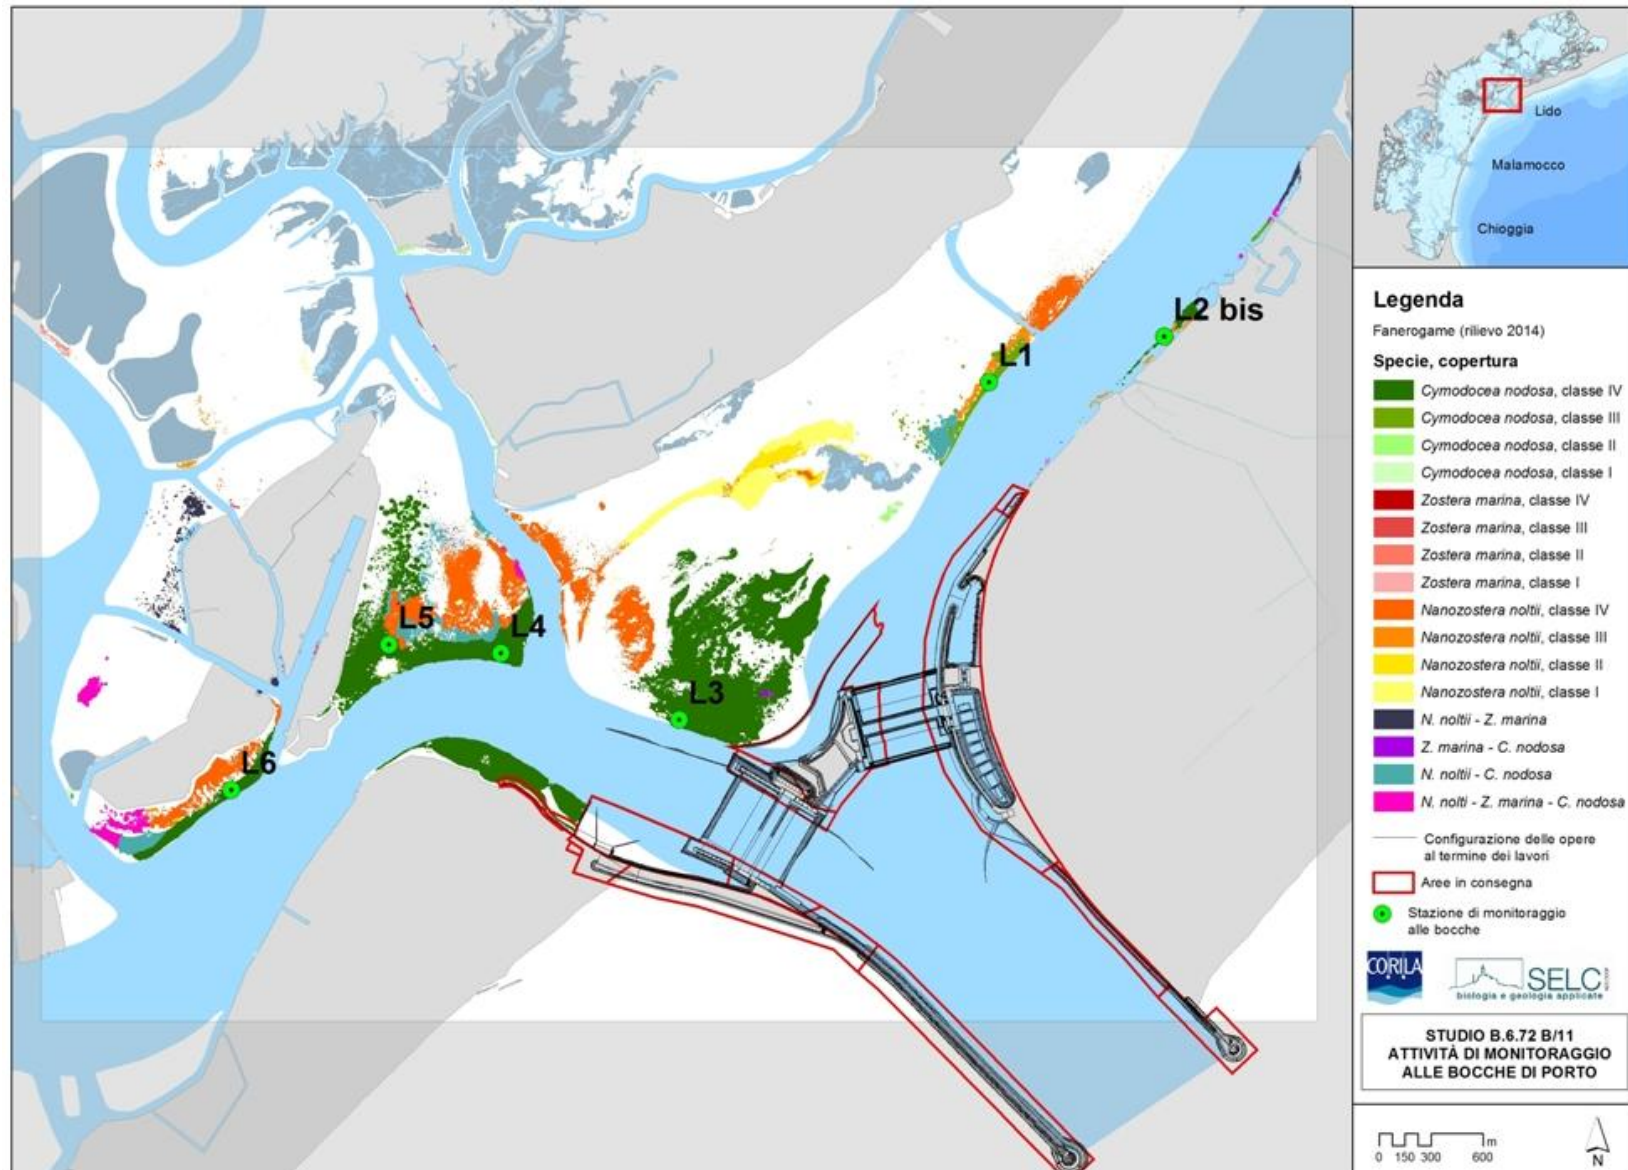 L2 bis
L1
L5
L4
L3
L6
Lido
Malamocco
Chioggia
Legenda
Fanerogame (rilievo 2014)
Specie, copertura
Cymodocea nodosa, classe IV
Cymodocea nodosa, classe III
Cymodocea nodosa, classe II
Cymodocea nodosa, classe I
Zostera marina, classe IV
Zostera marina, classe III
Zostera marina, classe II
Zostera marina, classe I
Nanozostera noltii, classe IV
Nanozostera noltii, classe III
Nanozostera noltii, classe II
Nanozostera noltii, classe I
N. noltii - Z. marina
Z. marina - C. nodosa
N. noltii - C. nodosa
N. nolti - Z. marina - C. nodosa
Configurazione delle opere
al termine dei lavori
Aree in consegna
Stazione di monitoraggio
alle bocche
CORILA
SELC
biologia e geologia applicate
STUDIO B.6.72 B/11
ATTIVITÀ DI MONITORAGGIO
ALLE BOCCHE DI PORTO
m
0 150 300 600
N